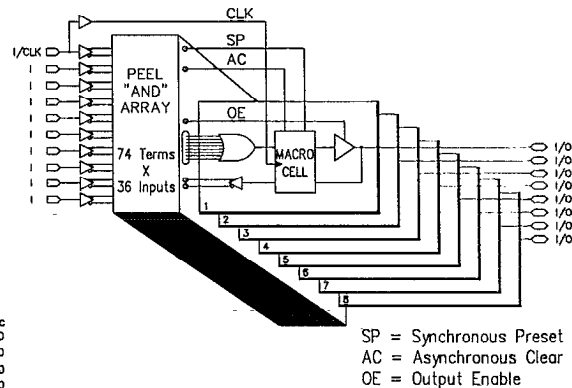 CLK
I/CLK
SP
AC
I
I
I
I
I
I
I
I
I
PEEL
"AND"
ARRAY
74 Terms
X
36 Inputs
OE
MACRO
CELL
1
2
3
4
5
6
7
8
I/O
I/O
I/O
I/O
I/O
I/O
I/O
I/O
SP = Synchronous Preset
AC = Asynchronous Clear
OE = Output Enable